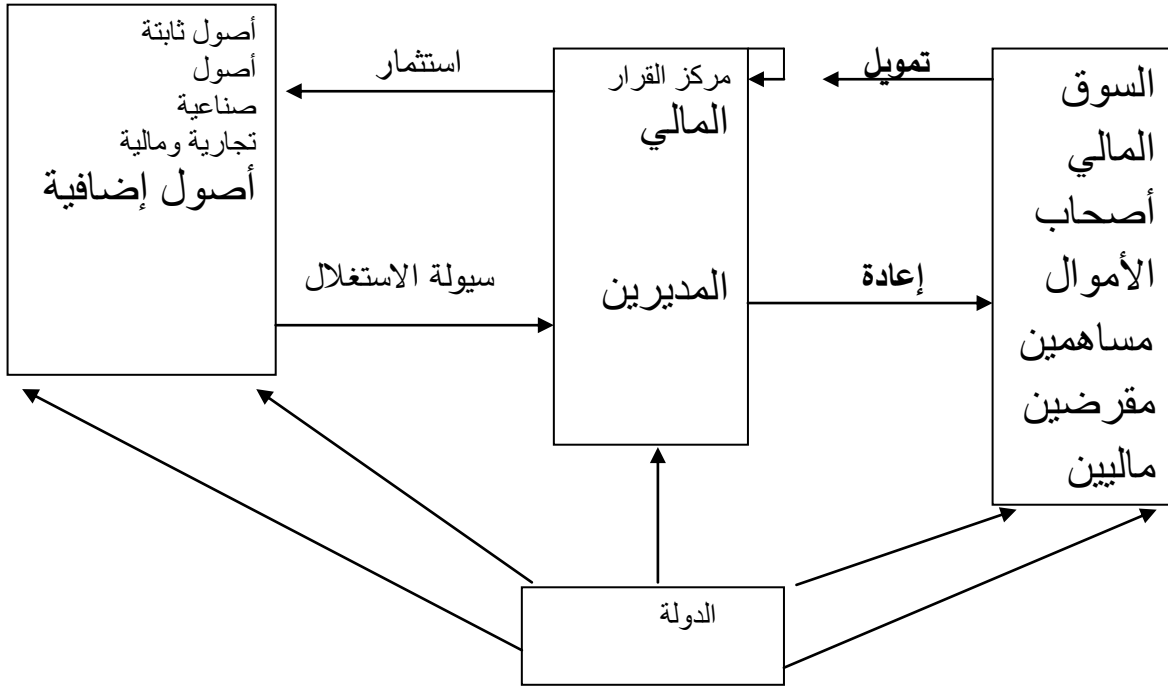 السوق
المالي
أصحاب
الأموال
مساهمين
مقرضين
ماليين
تمويل
إعادة
مركز القرار
المالي
المديرين
استثمار
سيولة الاستغلال
أصول ثابتة
أصول
صناعية
تجارية ومالية
أصول إضافية
الدولة